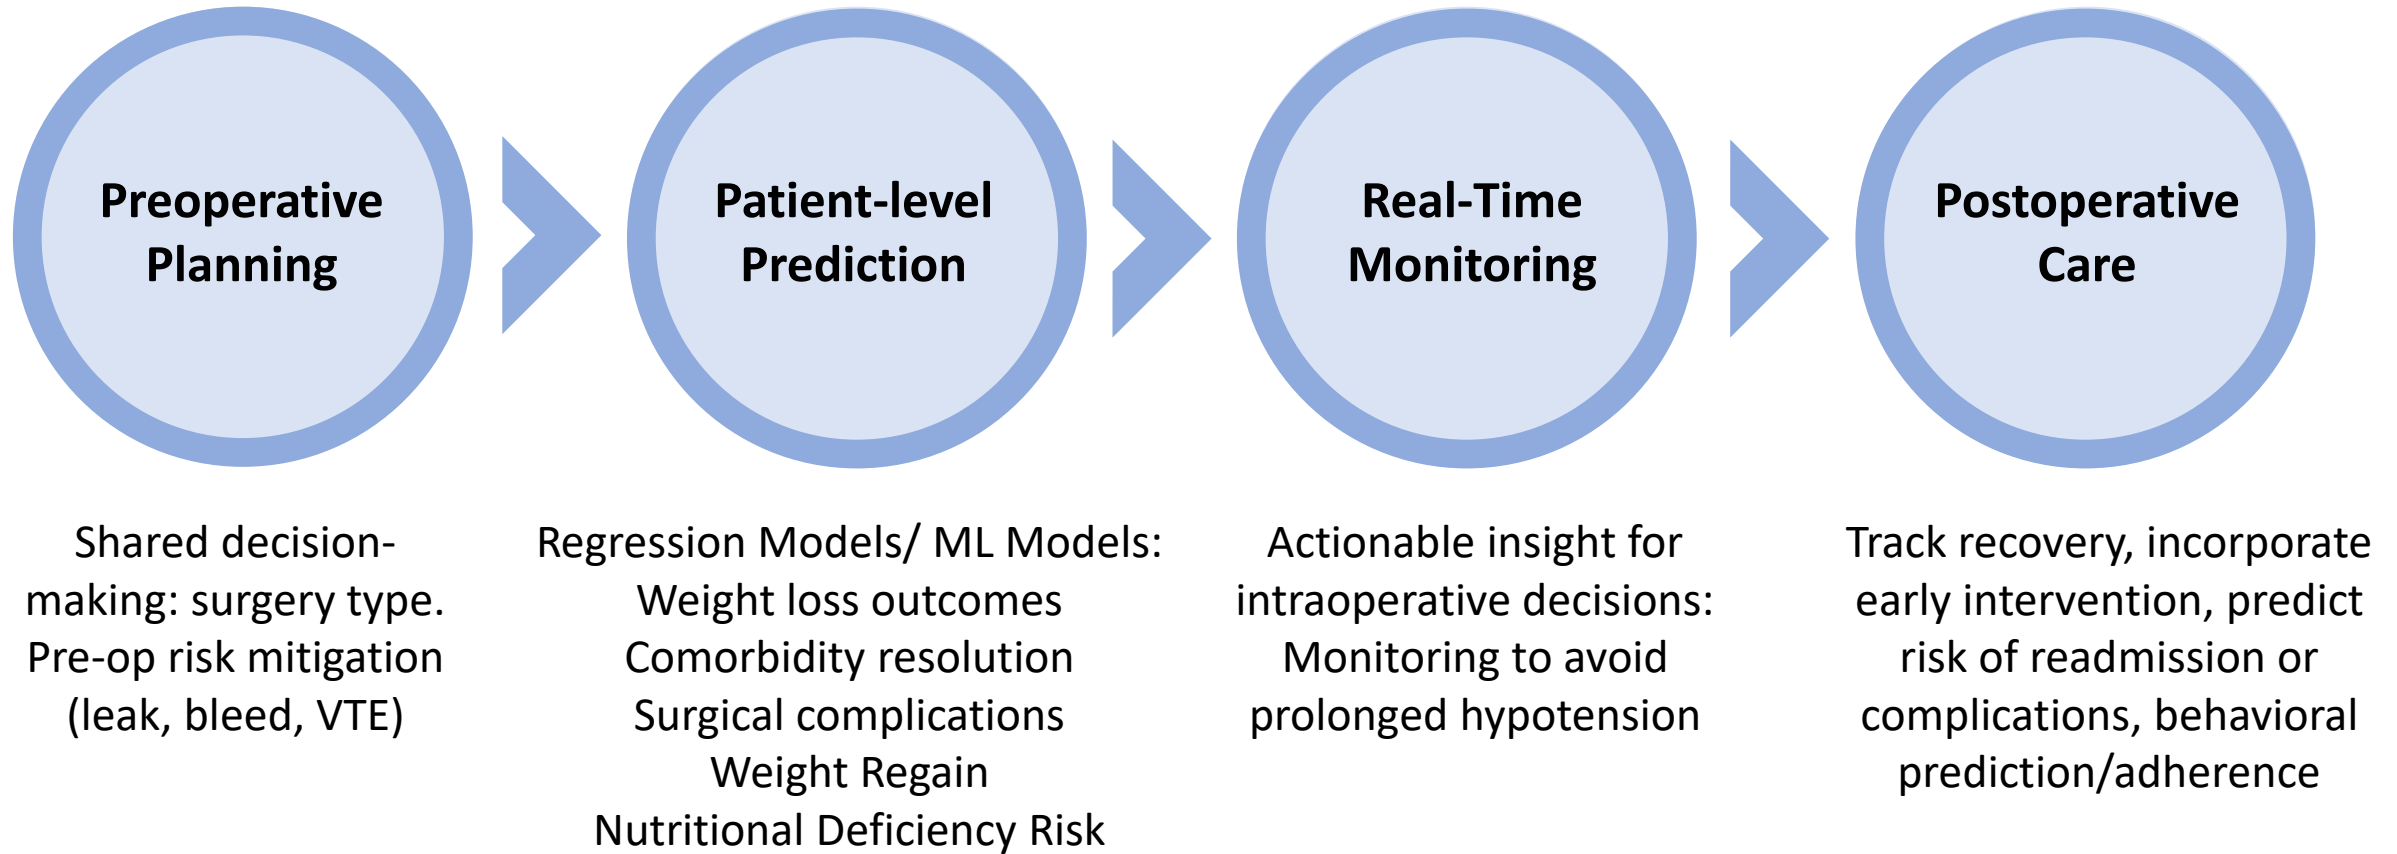 Preoperative
Planning
Patient-level
Prediction
Real-Time
Monitoring
Postoperative
Care
Shared decision-
making: surgery type.
Pre-op risk mitigation
(leak, bleed, VTE)
Regression Models/ ML Models:
Weight loss outcomes
Comorbidity resolution
Surgical complications
Weight Regain
Nutritional Deficiency Risk
Actionable insight for
intraoperative decisions:
Monitoring to avoid
prolonged hypotension
Track recovery, incorporate
early intervention, predict
risk of readmission or
complications, behavioral
prediction/adherence